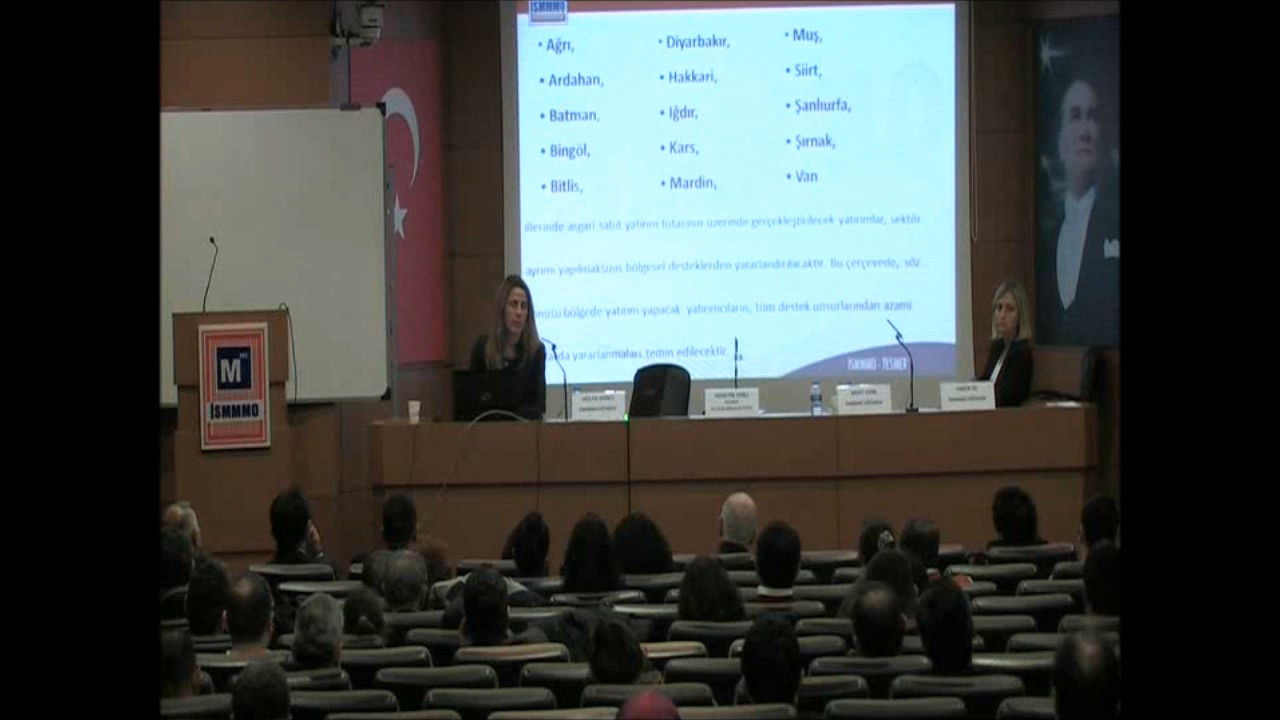 İSMMMO
• Ağrı, • Diyarbakır, • Muş,
• Ardahan, • Hakkari, • Siirt,
• Batman, • Iğdır, • Şanlıurfa,
• Bingöl, • Kars, • Şırnak,
• Bitlis, • Mardin, • Van
illerinde asgari sabit yatırım tutarının üzerinde gerçekleştirilecek yatırımlar, sektör
ayrımı yapılmaksızın bölgesel desteklerden yararlandırılacaktır. Bu çerçevede, söz
bölgede yatırım yapacak yatırımcıların, tüm destek unsurlarından azami
yararlanmaları temin edilecektir.
İSMMMO - TESMER
M
İSMMMO